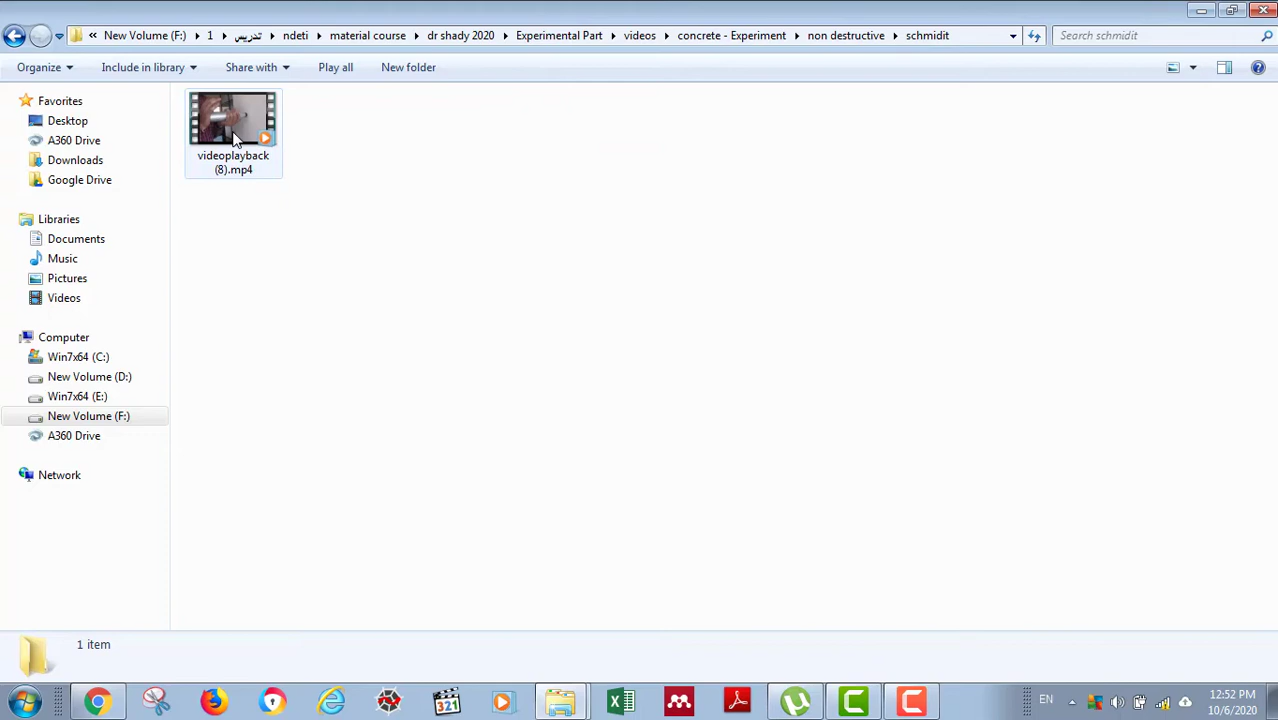 « New Volume (F:) ▸ 1 ▸ تدريس ▸ ndeti ▸ material course ▸ dr shady 2020 ▸ Experimental Part ▸ videos ▸ concrete - Experiment ▸ non destructive ▸ schmidit
Search schmidit
Organize Include in library Share with Play all New folder
Favorites
Desktop
A360 Drive
Downloads
Google Drive
Libraries
Documents
Music
Pictures
Videos
Computer
Win7x64 (C:)
New Volume (D:)
Win7x64 (E:)
New Volume (F:)
A360 Drive
Network
videoplayback
(8).mp4
1 item
321
EN
12:52 PM
10/6/2020